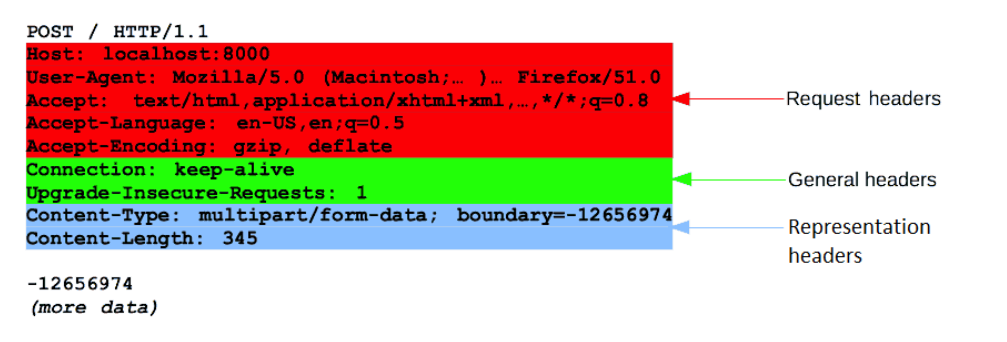 POST / HTTP/1.1
Host: localhost:8000
User-Agent: Mozilla/5.0 (Macintosh;… )… Firefox/51.0
Accept: text/html,application/xhtml+xml,…,*/*;q=0.8
Accept-Language: en-US,en;q=0.5
Accept-Encoding: gzip, deflate
Connection: keep-alive
Upgrade-Insecure-Requests: 1
Content-Type: multipart/form-data; boundary=-12656974
Content-Length: 345
-12656974
(more data)
Request headers
General headers
Representation
headers